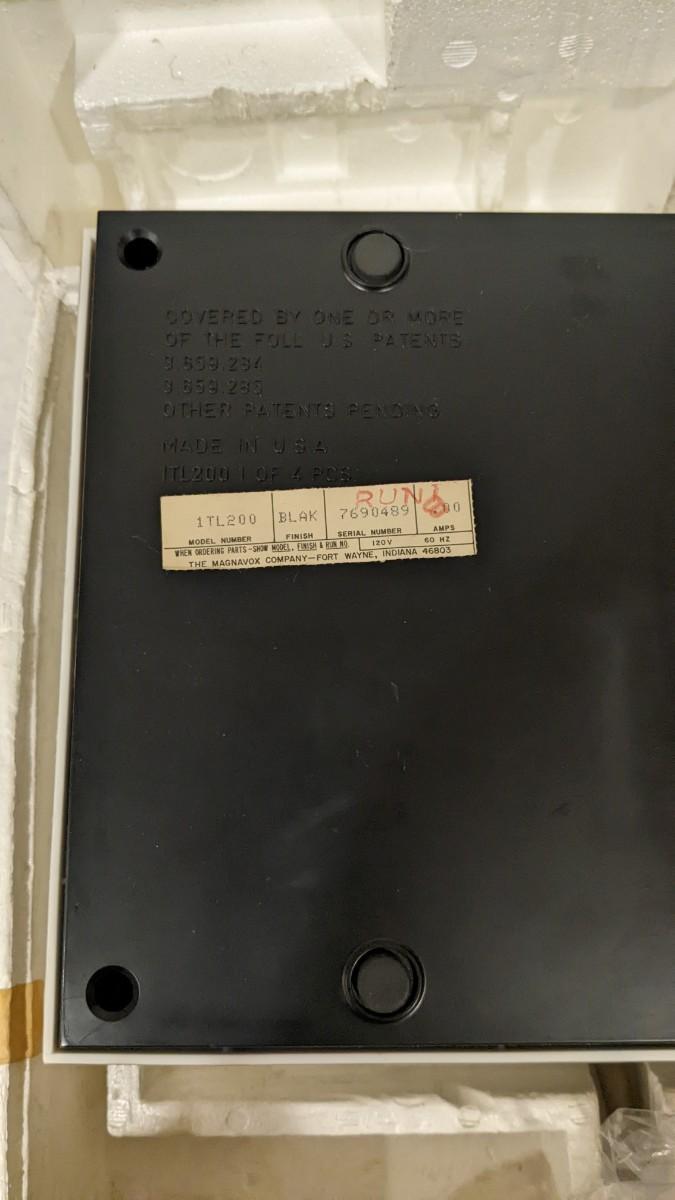 COVERED BY ONE OR MORE
OF THE FOLL U S PATENTS
3.659.284
3.659.285
OTHER PATENTS PENDING
MADE IN U.S.A
1TL200 1 OF 4 PCS
RUN 1
1TL200 BLAK 7690489 .00
MODEL NUMBER FINISH SERIAL NUMBER AMPS
WHEN ORDERING PARTS-SHOW MODEL, FINISH & RUN NO. 120V 60 HZ
THE MAGNAVOX COMPANY-FORT WAYNE, INDIANA 46803